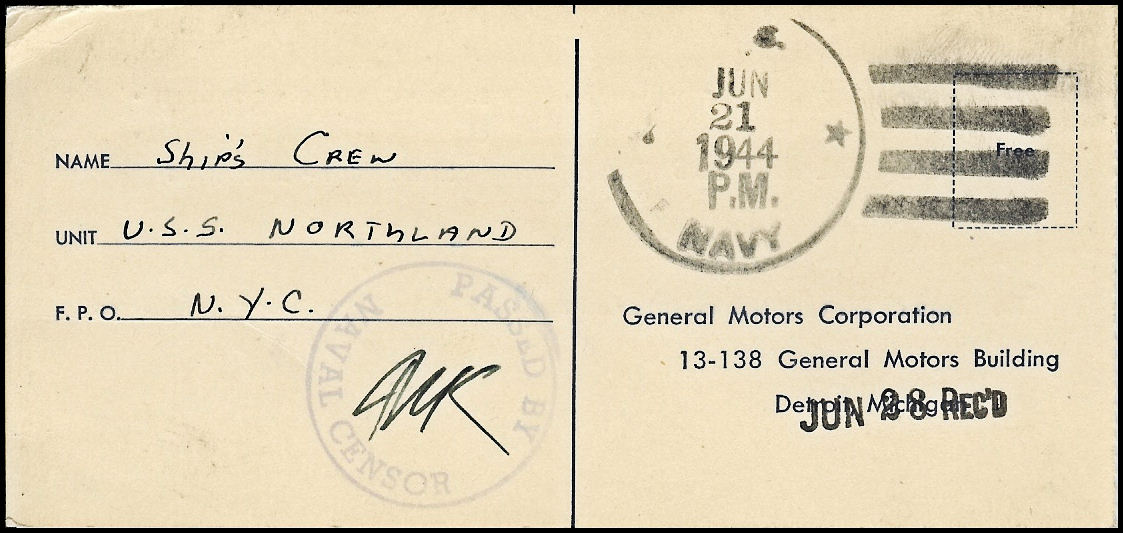 NAME Ship's Crew
UNIT U.S.S. NORTHLAND
F. P. O. N.Y.C.
PASSED BY
NAVAL CENSOR
JUN
21
1944
P.M.
NAVY
Free
General Motors Corporation
13-138 General Motors Building
Detroit, Michigan
JUN 28 REC'D